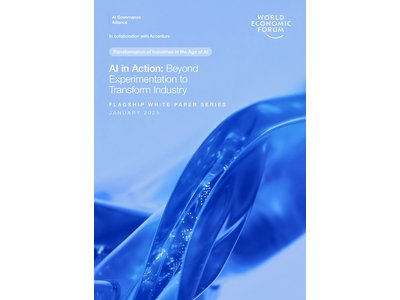 AI Governance
Alliance
WORLD
ECONOMIC
FORUM
In collaboration with Accenture
Transformation of Industries in the Age of AI
AI in Action: Beyond
Experimentation to
Transform Industry
FLAGSHIP WHITE PAPER SERIES
JANUARY 2025